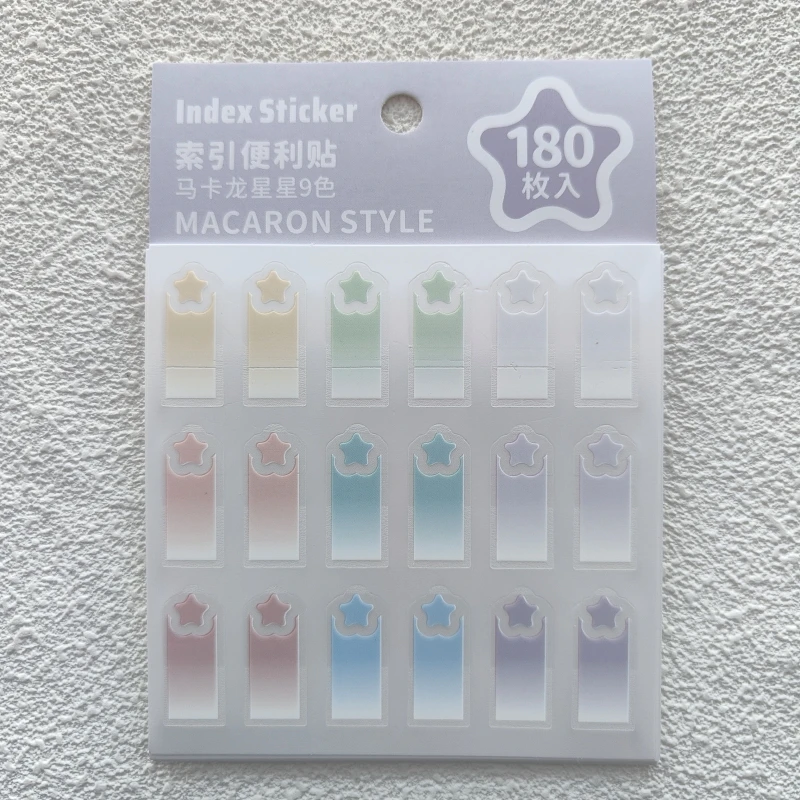 Index Sticker
索引便利贴
马卡龙星星9色
MACARON STYLE
180
枚入